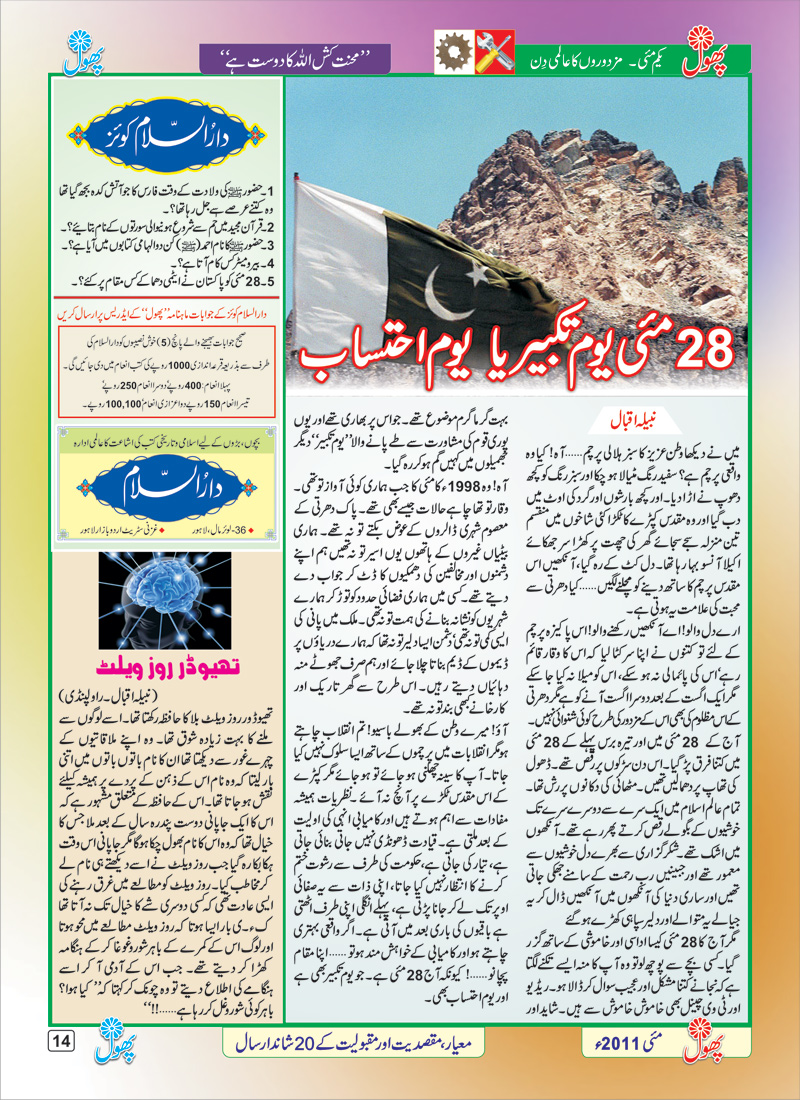 پھول
یکم مئی۔ مزدوروں کا عالمی دِن
’’محنت کش اللہ کا دوست ہے‘‘
پھول
28 مئی یوم تکبیر یا یوم احتساب
نبیلہ اقبال
میں نے دیکھا وطن عزیز کا سبز ہلالی پرچم……آہ! کیا وہ
واقعی پرچم ہے؟ سفید رنگ مٹیالا ہو چکا اور سبز رنگ کو کچھ
دھوپ نے اڑا دیا۔ اور کچھ بارشوں اور گرد کی اوٹ میں
دب گیا اور وہ مقدس کپڑے کا ٹکڑا کئی شاخوں میں منقسم
تین منزلہ سجے سجائے گھر کی چھت پر کھڑا سر جھکائے
اکیلا آنسو بہا رہا تھا۔ دل کٹ کے رہ گیا، آنکھیں اس
مقدس پرچم کا ساتھ دینے کو مچلنے لگیں……کیا دھرتی سے
محبت کی علامت یہ ہوتی ہے۔
ارے دل والو! اے آنکھیں رکھنے والو! اس پاکیزہ پرچم
کے لئے تو کتنوں نے اپنا سر کٹا لیا کہ اس کا وقار قائم
رہے‘ اس کی پائمالی نہ ہو سکے، اس کو میلا نہ کیا جا سکے
مگر ایک اگست کے بعد دوسرا اگست آنے کو ہے مگر دھرتی
کے اس مظلوم کی بھی اس کے مزدور کی طرح کوئی شنوائی نہیں۔
آج کے 28 مئی میں اور تیرہ برس پہلے کے 28 مئی
میں کتنا فرق پڑ گیا۔ اس دن سڑکوں پر رقص تھے۔ ڈھول
کی تھاپ پر دھمالیں تھیں۔ مٹھائی کی دکانوں پر رش تھا۔
تمام عالم اسلام میں ایک سرے سے دوسرے سرے تک
خوشیوں کے بگولے رقص کرتے پھر رہے تھے۔ آنکھوں
میں اشک تھے۔ شکر گزاری سے بھرے دل خوشیوں سے
معمور تھے اور جبینیں رب رحمت کے سامنے جھکی جاتی
تھیں اور ساری دنیا کی آنکھوں میں آنکھیں ڈال کر یہ
جیالے یہ متوالے اور دلیر سپاہی کھڑے ہو گئے
مگر آج کا 28 مئی کیسا اداسی اور خاموشی کے ساتھ گزر
گیا۔ کسی بچے سے پوچھ لو تو وہ آپ کا منہ ایسے تکنے لگتا
ہے کہ نجانے کتنا مشکل اور عجیب سوال کر ڈالا ہو۔ ریڈیو
اور ٹی وی چینل بھی خاموش خاموش سے ہیں۔ شاید اور
بہت گرما گرم موضوع تھے۔ جو اس پر بھاری تھے اور یوں
پوری قوم کی مشاورت سے طے پانے والا ’’یوم تکبیر‘‘ دیگر
جھمیلوں میں کہیں گم ہو کر رہ گیا۔
آہ! وہ 1998ء کا مئی کا جب ہماری کوئی آواز تو تھی۔
وقار تو تھا چاہے حالات جیسے بھی تھے۔ پاک دھرتی کے
معصوم شہری ڈالروں کے عوض بکتے تو نہ تھے۔ ہماری
بیٹیاں غیروں کے ہاتھوں یوں اسیر تو نہ تھیں ہم اپنے
دشمنوں اور مخالفین کی دھمکیوں کا ڈٹ کر جواب دے
دیتے تھے۔ کسی میں ہماری فضائی حدود کو توڑ کر ہمارے
شہریوں کو نشانہ بنانے کی ہمت تو نہ تھی۔ ملک میں پانی کی
ایسی کمی تو نہ تھی‘ دشمن ایسا دلیر تو نہ تھا کہ ہمارے دریاؤں پر
ڈیموں کے ڈیم بناتا چلا جائے اور ہم صرف جھوٹے منہ
دہائیاں دیتے رہیں۔ اس طرح سے گھر تاریک اور
کارخانے بھی بند تو نہ تھے۔
آؤ! میرے وطن کے بھولے باسیو! تم انقلاب چاہتے
ہو مگر انقلابات میں پرچموں کے ساتھ ایسا سلوک نہیں کیا
جاتا۔ آپ کا سینہ چھلنی ہو جائے تو ہو جائے مگر کپڑے
کے اس مقدس ٹکڑے پر آنچ نہ آئے۔ نظریات ہمیشہ
مفادات سے اہم ہوتے ہیں اور کامیابی انہی کی اولیت
کے بعد ملتی ہے۔ قیادت ڈھونڈی نہیں جاتی بنائی جاتی
ہے، تیار کی جاتی ہے، حکومت کی طرف سے رشوت ختم
کرنے کا انتظار نہیں کیا جاتا، اپنی ذات سے یہ صفائی
اوپر تک لے کر جانا پڑتی ہے، پہلے انگلی اپنی طرف اٹھتی
ہے باقیوں کی باری بعد میں آتی ہے۔ اگر واقعی بہتری
چاہتے ہو اور کامیابی کے خواہش مند ہو تو……اپنا مقام
پہچانو……! کیونکہ آج 28 مئی ہے۔ جو یوم تکبیر بھی ہے
اور یوم احتساب بھی۔
دارُالسّلام کوئز
1۔ حضورﷺ کی ولادت کے وقت فارس کا جو آتش کدہ بجھ گیا تھا
وہ کتنے عرصے سے جل رہا تھا؟۔
2۔ قرآن مجید میں حٰم سے شروع ہونیوالی سورتوں کے نام بتایئے؟۔
3۔ حضورﷺ کا نام احمد (ﷺ) کن دو الہامی کتابوں میں آیا ہے؟۔
4۔ بیرومیٹر کس کام آتا ہے؟۔
5۔ 28 مئی کو پاکستان نے ایٹمی دھماکے کس مقام پر کئے؟۔
دارالسلام کوئز کے جوابات ماہنامہ ’’پھول‘‘ کے ایڈریس پر ارسال کریں
صحیح جوابات بھیجنے والے پانچ (5) خوش نصیبوں کو دارالسلام کی
طرف سے بذریعہ قرعہ اندازی 1000 روپے کی کتب انعام میں دی جائیں گی۔
پہلا انعام: 400 روپے‘ دوسرا انعام 250 روپے‘
تیسرا انعام 150 روپے دو اعزازی انعام‘ 100,100 روپے۔
بچوں، بڑوں کے لیے اسلامی و تاریخی کتب کی اشاعت کا عالمی ادارہ
دارُالسّلام
♦ 36- لوئر مال، لاہور ♦ غزنی سٹریٹ اردو بازار لاہور
تھیوڈر روز ویلٹ
(نبیلہ اقبال۔ راولپنڈی)
تھیوڈور روز ویلٹ بلا کا حافظہ رکھتا تھا۔ اسے لوگوں سے
ملنے کا بہت زیادہ شوق تھا۔ وہ اپنے ملاقاتیوں کے
چہرے غور سے دیکھتا تھا ان کا نام باتوں باتوں میں اتنی
بار لیتا کہ وہ نام اس کے ذہن کے پردے پر ہمیشہ کیلئے
نقش ہو جاتا تھا۔ اس کے حافظہ کے متعلق مشہور ہے کہ
اس کا ایک جاپانی دوست پندرہ سال کے بعد ملا جس کا
خیال تھا کہ وہ اس کا نام بھول چکا ہوگا مگر جاپانی اس وقت
ہکا بکا رہ گیا جب روز ویلٹ نے اسے دیکھتے ہی نام لے
کر مخاطب کیا۔ روز ویلٹ کو مطالعے میں غرق رہنے کی
ایسی عادت تھی کہ کسی دوسری شے کا خیال تک نہ آتا تھا
ک ء۔ ی بار ایسا ہوتا کہ روز ویلٹ مطالعے میں محو ہوتا
اور لوگ اس کے کمرے کے باہر شور و غوغا کر کے ہنگامہ
کھڑا کر دیتے تھے۔ جب اس کے آدمی آ کر اسے
ہنگامے کی اطلاع دیتے تو وہ چونک کر کہتا کہ ’’کیا ہوا؟
باہر کوئی شور و غل کر رہا ہے……!!‘‘
پھول
مئی 2011ء
معیار، مقصدیت اور مقبولیت کے 20 شاندار سال
پھول
14